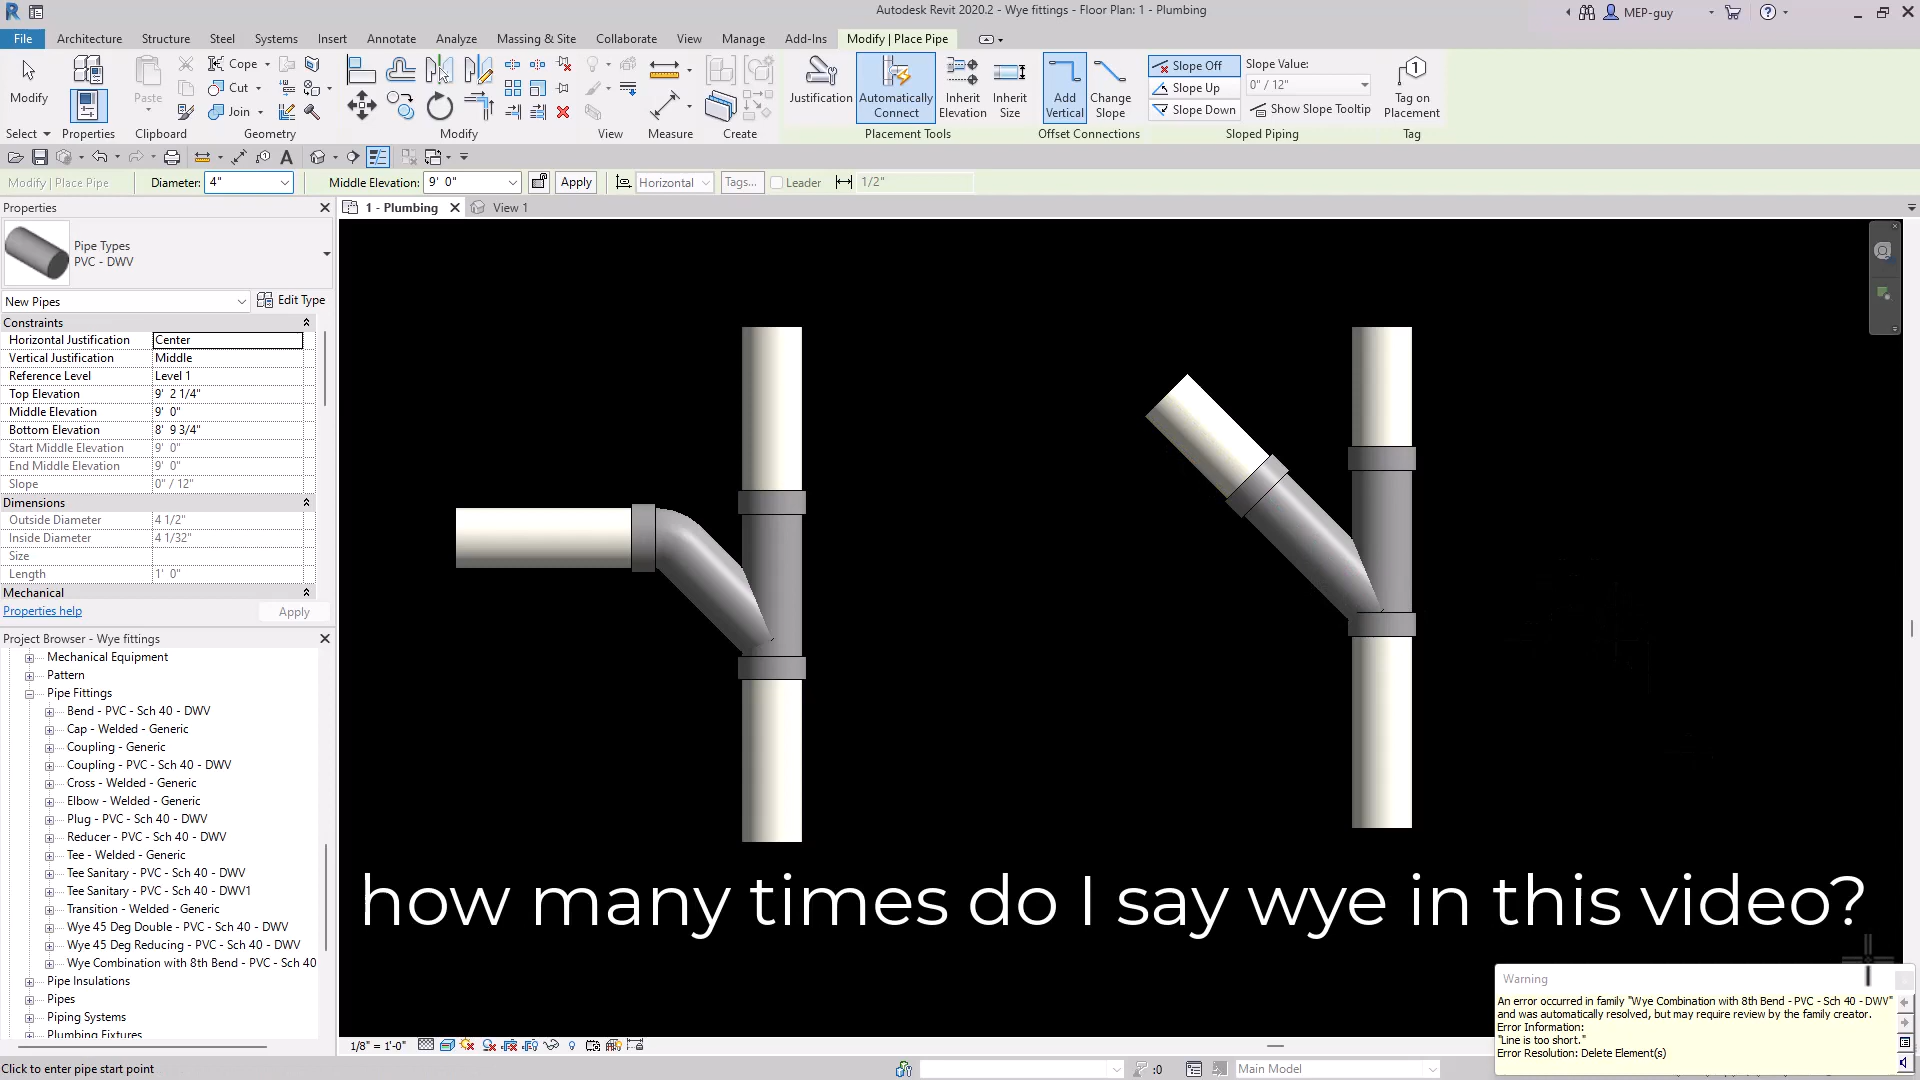 Autodesk Revit 2020.2 - Wye fittings - Floor Plan: 1 - Plumbing
MEP-guy
File Architecture Structure Steel Systems Insert Annotate Analyze Massing & Site Collaborate View Manage Add-Ins Modify | Place Pipe
Modify
Properties
Paste
Cope
Cut
Join
Justification
Automatically Connect
Inherit Elevation
Inherit Size
Add Vertical
Change Slope
Slope Off
Slope Up
Slope Down
Slope Value:
0" / 12"
Show Slope Tooltip
Tag on Placement
Select Properties Clipboard Geometry Modify View Measure Create Placement Tools Offset Connections Sloped Piping Tag
Modify | Place Pipe Diameter: 4" Middle Elevation: 9' 0" Apply Horizontal Tags... Leader 1/2"
Properties
1 - Plumbing View 1
Pipe Types
PVC - DWV
New Pipes Edit Type
Constraints
Horizontal Justification Center
Vertical Justification Middle
Reference Level Level 1
Top Elevation 9' 2 1/4"
Middle Elevation 9' 0"
Bottom Elevation 8' 9 3/4"
Start Middle Elevation 9' 0"
End Middle Elevation 9' 0"
Slope 0" / 12"
Dimensions
Outside Diameter 4 1/2"
Inside Diameter 4 1/32"
Size
Length 1' 0"
Mechanical
Properties help Apply
Project Browser - Wye fittings
Mechanical Equipment
Pattern
Pipe Fittings
Bend - PVC - Sch 40 - DWV
Cap - Welded - Generic
Coupling - Generic
Coupling - PVC - Sch 40 - DWV
Cross - Welded - Generic
Elbow - Welded - Generic
Plug - PVC - Sch 40 - DWV
Reducer - PVC - Sch 40 - DWV
Tee - Welded - Generic
Tee Sanitary - PVC - Sch 40 - DWV
Tee Sanitary - PVC - Sch 40 - DWV1
Transition - Welded - Generic
Wye 45 Deg Double - PVC - Sch 40 - DWV
Wye 45 Deg Reducing - PVC - Sch 40 - DWV
Wye Combination with 8th Bend - PVC - Sch 40
Pipe Insulations
Pipes
Piping Systems
Plumbing Fixtures
how many times do I say wye in this video?
Warning
An error occurred in family "Wye Combination with 8th Bend - PVC - Sch 40 - DWV"
and was automatically resolved, but may require review by the family creator.
Error Information:
"Line is too short."
Error Resolution: Delete Element(s)
1/8" = 1'-0"
Click to enter pipe start point
:0
Main Model